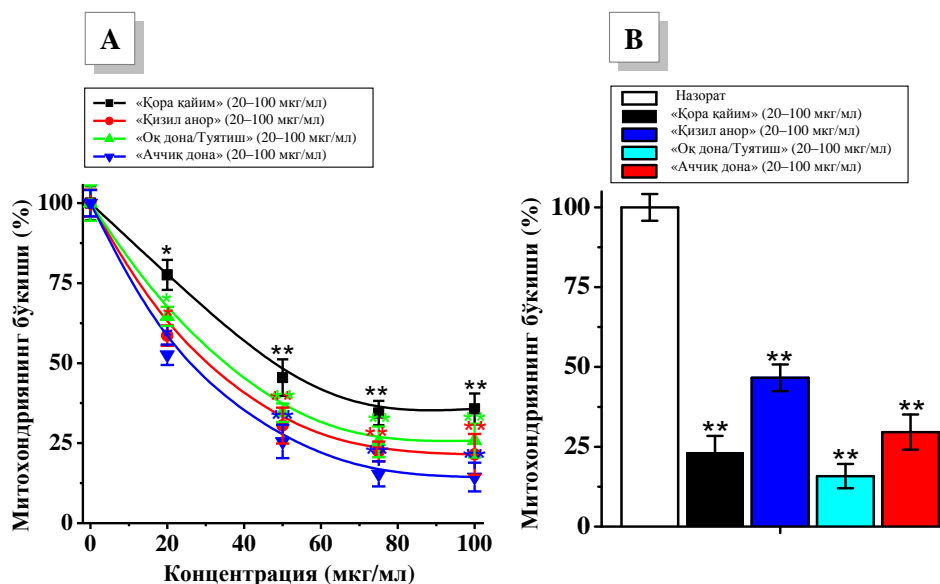 A
«Қора қайим» (20–100 мкг/мл)
«Қизил анор» (20–100 мкг/мл)
«Оқ дона/Туятиш» (20–100 мкг/мл)
«Аччиқ дона» (20–100 мкг/мл)
Митохондриянинг бўкиши (%)
100
75
50
25
0
*
*
*
*
**
**
**
**
**
**
**
**
**
**
**
0
20
40
60
80
100
Концентрация (мкг/мл)
B
Назорат
«Қора қайим» (20–100 мкг/мл)
«Қизил анор» (20–100 мкг/мл)
«Оқ дона/Туятиш» (20–100 мкг/мл)
«Аччиқ дона» (20–100 мкг/мл)
Митохондриянинг бўкиши (%)
100
75
50
25
0
**
**
**
**